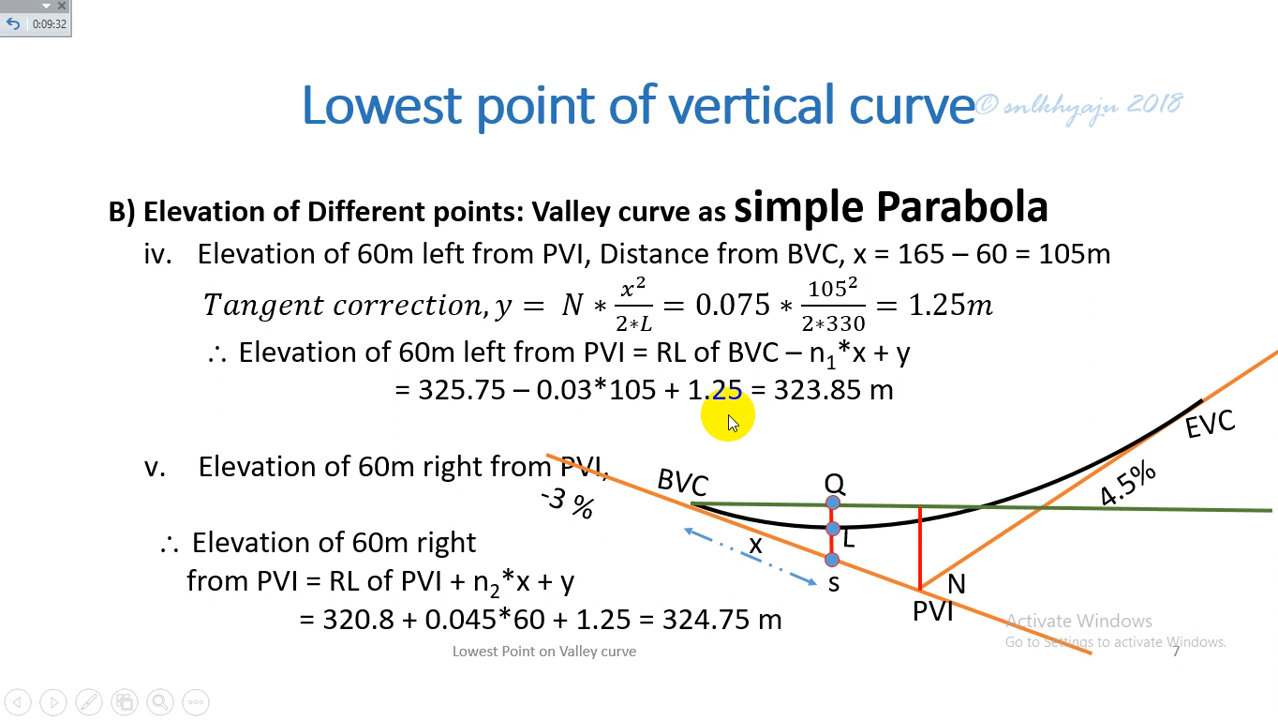 0:09:32
Lowest point of vertical curve
© snlkhyaju 2018
B) Elevation of Different points: Valley curve as simple Parabola
iv. Elevation of 60m left from PVI, Distance from BVC, x = 165 – 60 = 105m
Tangent correction, y = N * x²/2*L = 0.075 * 105²/2*330 = 1.25m
∴ Elevation of 60m left from PVI = RL of BVC – n₁*x + y
= 325.75 – 0.03*105 + 1.25 = 323.85 m
v. Elevation of 60m right from PVI,
∴ Elevation of 60m right
from PVI = RL of PVI + n₂*x + y
= 320.8 + 0.045*60 + 1.25 = 324.75 m
-3 %
BVC
Q
EVC
4.5%
x
L
s
N
PVI
Activate Windows
Go to Settings to activate Windows.
Lowest Point on Valley curve
7